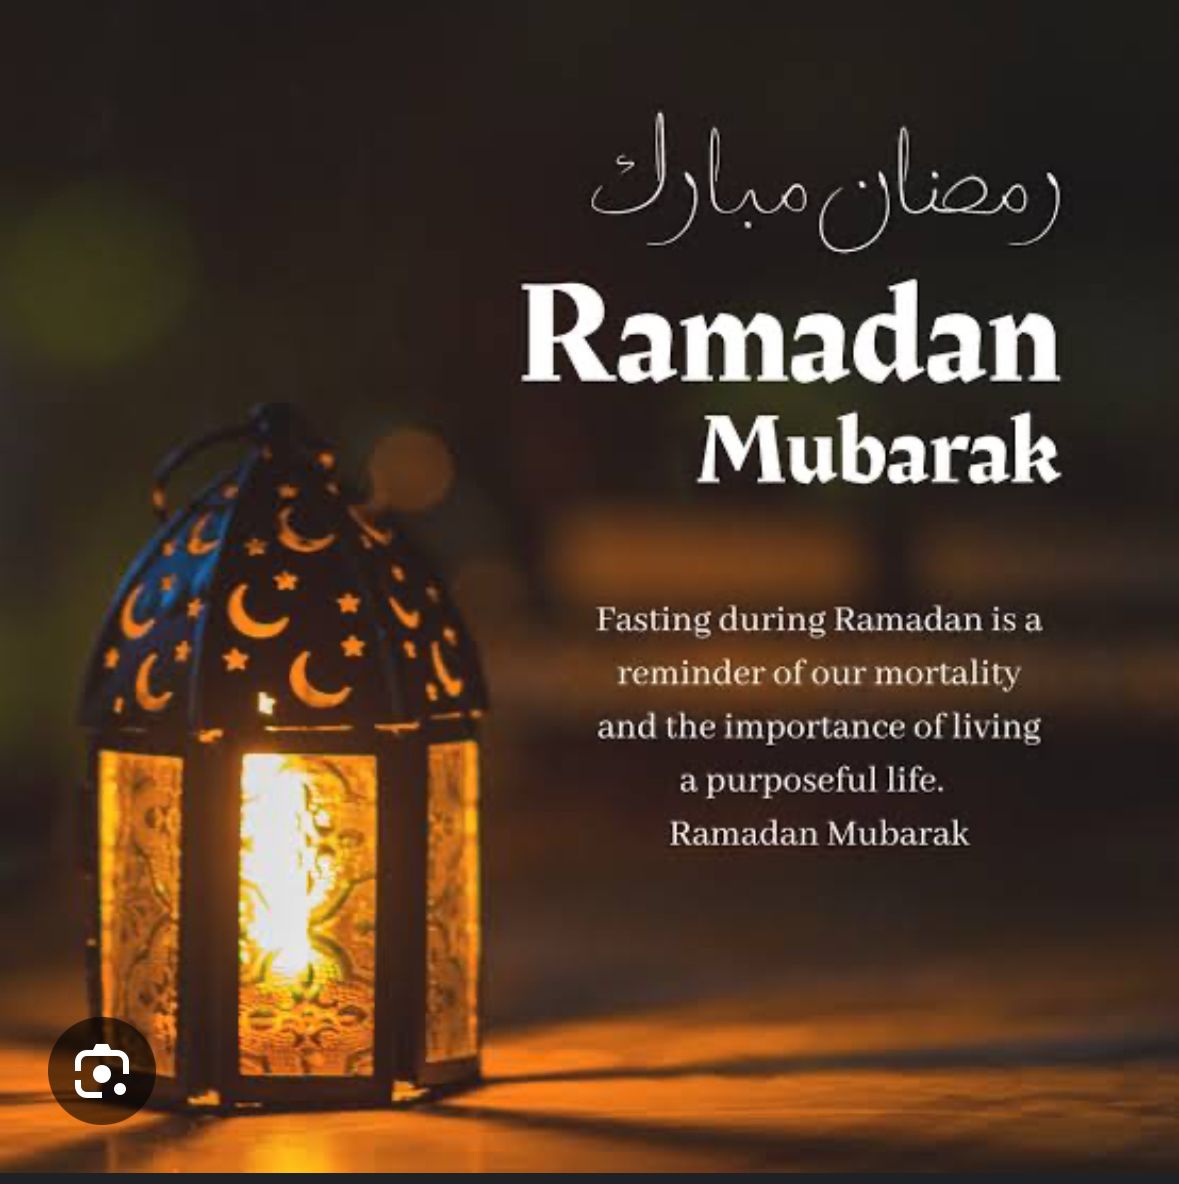 رمضان مبارك
Ramadan
Mubarak
Fasting during Ramadan is a
reminder of our mortality
and the importance of living
a purposeful life.
Ramadan Mubarak